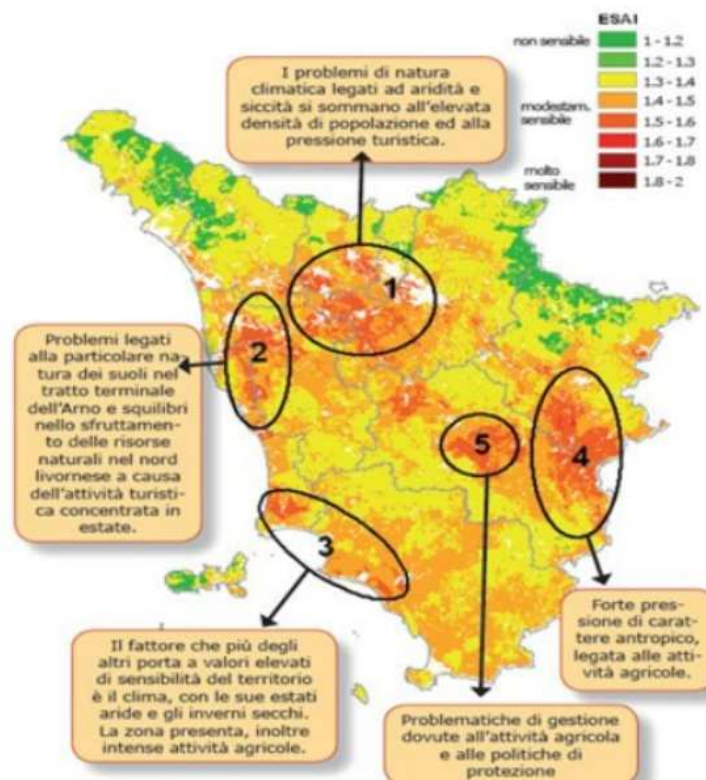 ESAI
non sensibile
1 - 1.2
1.2 - 1.3
1.3 - 1.4
modestam.
sensibile
1.4 - 1.5
1.5 - 1.6
1.6 - 1.7
molto
sensibile
1.7 - 1.8
1.8 - 2
I problemi di natura
climatica legati ad aridità e
siccità si sommano all'elevata
densità di popolazione ed alla
pressione turistica.
1
2
Problemi legati
alla particolare na-
tura dei suoli nel
tratto terminale
dell'Arno e squilibri
nello sfruttamen-
to delle risorse
naturali nel nord
livornese a causa
dell'attività turisti-
ca concentrata in
estate.
5
4
3
Il fattore che più degli
altri porta a valori elevati
di sensibilità del territorio
è il clima, con le sue estati
aride e gli inverni secchi.
La zona presenta, inoltre
intense attività agricole.
Forte pres-
sione di carat-
tere antropico,
legata alle atti-
vità agricole.
Problematiche di gestione
dovute all'attività agricola
e alle politiche di
protezione